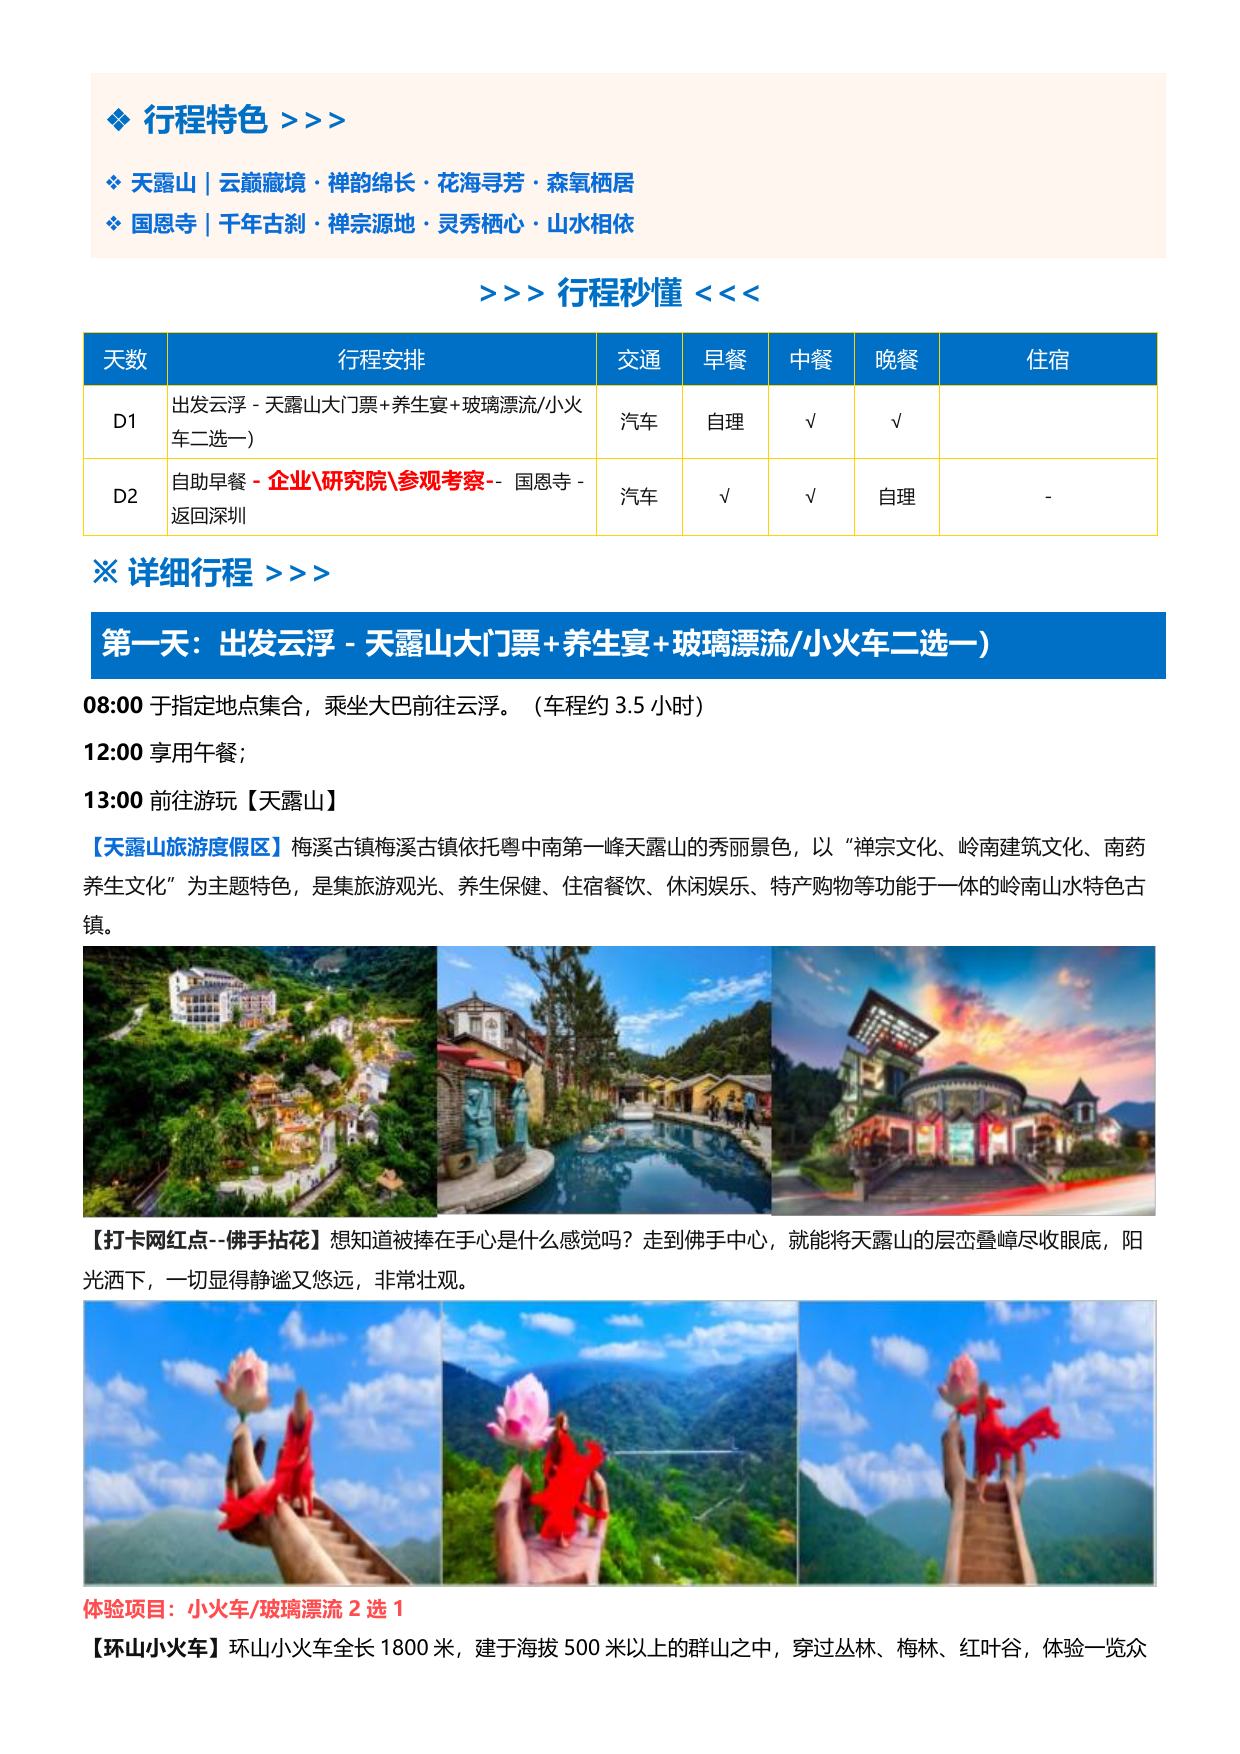 ❖ 行程特色 >>>
❖ 天露山｜云巅藏境 · 禅韵绵长 · 花海寻芳 · 森氧栖居
❖ 国恩寺｜千年古刹 · 禅宗源地 · 灵秀栖心 · 山水相依
>>> 行程秒懂 <<<
天数 行程安排 交通 早餐 中餐 晚餐 住宿
D1 出发云浮 - 天露山大门票+养生宴+玻璃漂流/小火 汽车 自理 √ √
车二选一）
D2 自助早餐 - 企业\研究院\参观考察-- 国恩寺 - 汽车 √ √ 自理 -
返回深圳
※ 详细行程 >>>
第一天：出发云浮 - 天露山大门票+养生宴+玻璃漂流/小火车二选一）
08:00 于指定地点集合，乘坐大巴前往云浮。（车程约 3.5 小时）
12:00 享用午餐；
13:00 前往游玩【天露山】
【天露山旅游度假区】梅溪古镇梅溪古镇依托粤中南第一峰天露山的秀丽景色，以“禅宗文化、岭南建筑文化、南药
养生文化”为主题特色，是集旅游观光、养生保健、住宿餐饮、休闲娱乐、特产购物等功能于一体的岭南山水特色古
镇。
【打卡网红点--佛手拈花】想知道被捧在手心是什么感觉吗？走到佛手中心，就能将天露山的层峦叠嶂尽收眼底，阳
光洒下，一切显得静谧又悠远，非常壮观。
体验项目：小火车/玻璃漂流 2 选 1
【环山小火车】环山小火车全长 1800 米，建于海拔 500 米以上的群山之中，穿过丛林、梅林、红叶谷，体验一览众